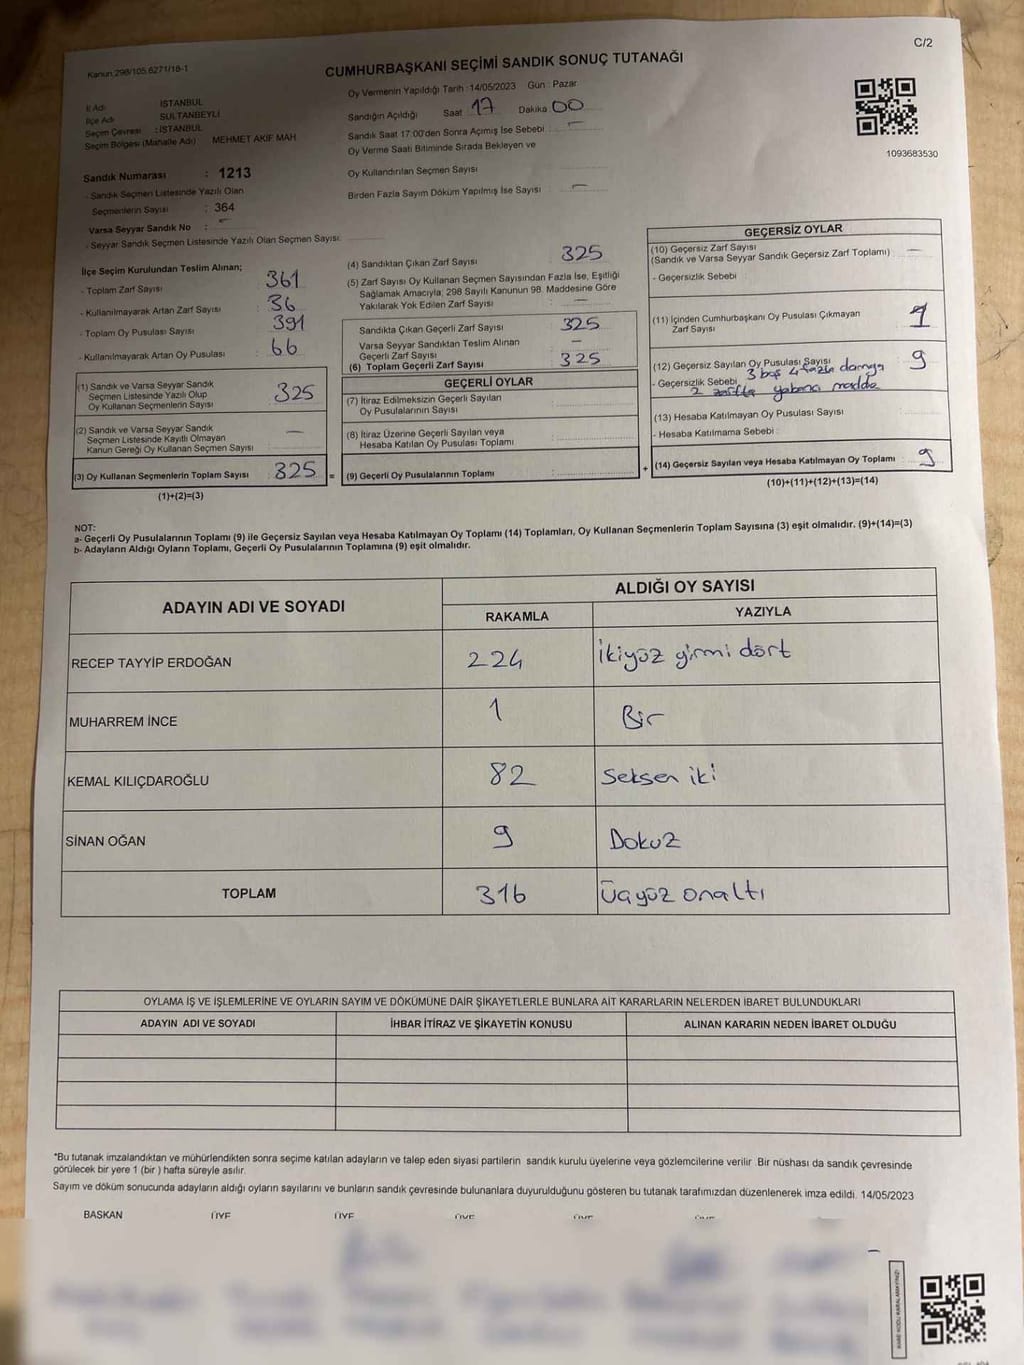 C/2
Kanun 298/105,6271/18-1
CUMHURBAŞKANI SEÇİMİ SANDIK SONUÇ TUTANAĞI
İl Adı : İSTANBUL
İlçe Adı : SULTANBEYLİ
Seçim Çevresi : İSTANBUL
Seçim Bölgesi (Mahalle Adı) MEHMET AKİF MAH
Sandık Numarası : 1213
- Sandık Seçmen Listesinde Yazılı Olan
Seçmenlerin Sayısı : 364
Varsa Seyyar Sandık No : -
- Seyyar Sandık Seçmen Listesinde Yazılı Olan Seçmen Sayısı:
Oy Vermenin Yapıldığı Tarih : 14/05/2023 Gün : Pazar
Sandığın Açıldığı Saat 17 Dakika 00
Sandık Saat 17:00'den Sonra Açımış İse Sebebi : -
Oy Verme Saati Bitiminde Sırada Bekleyen ve
Oy Kullandırılan Seçmen Sayısı
Birden Fazla Sayım Döküm Yapılmış İse Sayısı : -
1093683530
İlçe Seçim Kurulundan Teslim Alınan;
- Toplam Zarf Sayısı : 361
- Kullanılmayarak Artan Zarf Sayısı : 36
- Toplam Oy Pusulası Sayısı : 391
- Kullanılmayarak Artan Oy Pusulası : 66
(1) Sandık ve Varsa Seyyar Sandık
Seçmen Listesinde Yazılı Olup
Oy Kullanan Seçmenlerin Sayısı : 325
(2) Sandık ve Varsa Seyyar Sandık
Seçmen Listesinde Kayıtlı Olmayan
Kanun Gereği Oy Kullanan Seçmen Sayısı : -
(3) Oy Kullanan Seçmenlerin Toplam Sayısı : 325 =
(1)+(2)=(3)
(4) Sandıktan Çıkan Zarf Sayısı : 325
(5) Zarf Sayısı Oy Kullanan Seçmen Sayısından Fazla İse, Eşitliği
Sağlamak Amacıyla; 298 Sayılı Kanunun 98. Maddesine Göre
Yakılarak Yok Edilen Zarf Sayısı : -
Sandıkta Çıkan Geçerli Zarf Sayısı : 325
Varsa Seyyar Sandıktan Teslim Alınan
Geçerli Zarf Sayısı : -
(6) Toplam Geçerli Zarf Sayısı : 325
GEÇERLİ OYLAR
(7) İtiraz Edilmeksizin Geçerli Sayılan
Oy Pusulalarının Sayısı :
(8) İtiraz Üzerine Geçerli Sayılan veya
Hesaba Katılan Oy Pusulası Toplamı :
(9) Geçerli Oy Pusulalarının Toplamı : +
GEÇERSİZ OYLAR
(10) Geçersiz Zarf Sayısı
(Sandık ve Varsa Seyyar Sandık Geçersiz Zarf Toplamı) : -
- Geçersizlik Sebebi :
(11) İçinden Cumhurbaşkanı Oy Pusulası Çıkmayan
Zarf Sayısı
(12) Geçersiz Sayılan Oy Pusulası Sayısı : 9
- Geçersizlik Sebebi 3 boş 4 fazla damga
2 zarfta yabancı madde
(13) Hesaba Katılmayan Oy Pusulası Sayısı :
- Hesaba Katılmama Sebebi :
(14) Geçersiz Sayılan veya Hesaba Katılmayan Oy Toplamı : 9
(10)+(11)+(12)+(13)=(14)
NOT:
a- Geçerli Oy Pusulalarının Toplamı (9) ile Geçersiz Sayılan veya Hesaba Katılmayan Oy Toplamı (14) Toplamları, Oy Kullanan Seçmenlerin Toplam Sayısına (3) eşit olmalıdır. (9)+(14)=(3)
b- Adayların Aldığı Oyların Toplamı, Geçerli Oy Pusulalarının Toplamına (9) eşit olmalıdır.
ADAYIN ADI VE SOYADI ALDIĞI OY SAYISI
RAKAMLA YAZIYLA
RECEP TAYYİP ERDOĞAN 224 İkiyüz yirmi dört
MUHARREM İNCE 1 Bir
KEMAL KILIÇDAROĞLU 82 Seksen iki
SİNAN OĞAN 9 Dokuz
TOPLAM 316 Üçyüz onaltı
OYLAMA İŞ VE İŞLEMLERİNE VE OYLARIN SAYIM VE DÖKÜMÜNE DAİR ŞİKAYETLERLE BUNLARA AİT KARARLARIN NELERDEN İBARET BULUNDUKLARI
ADAYIN ADI VE SOYADI İHBAR İTİRAZ VE ŞİKAYETİN KONUSU ALINAN KARARIN NEDEN İBARET OLDUĞU
*Bu tutanak imzalandıktan ve mühürlendikten sonra seçime katılan adayların ve talep eden siyasi partilerin sandık kurulu üyelerine veya gözlemcilerine verilir. Bir nüshası da sandık çevresinde
görülecek bir yere 1 (bir) hafta süreyle asılır.
Sayım ve döküm sonucunda adayların aldığı oyların sayılarını ve bunların sandık çevresinde bulunanlara duyurulduğunu gösteren bu tutanak tarafımızdan düzenlenerek imza edildi. 14/05/2023
BAŞKAN ÜYE ÜYE ÜYE ÜYE ÜYE